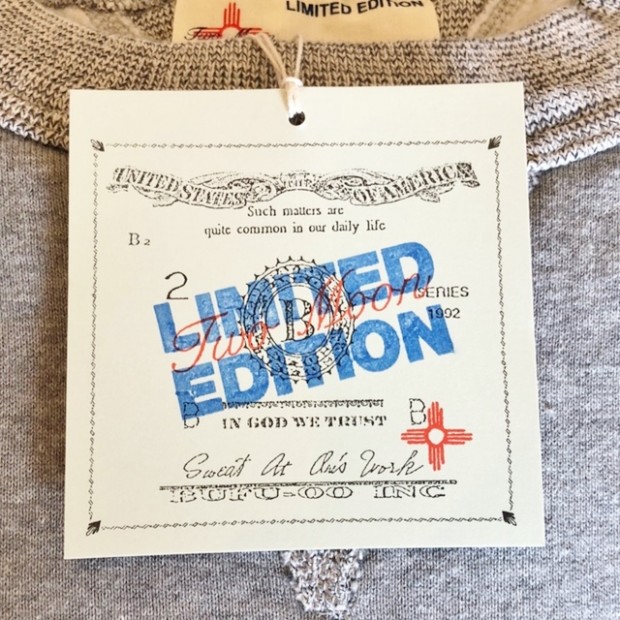 LIMITED EDITION
UNITED STATES OF AMERICA
Such matters are
quite common in our daily life
B2
2
LIMITED
EDITION
Two Moon
SERIES
1992
B
B
B
IN GOD WE TRUST
Sweat At On's Work
BUFU-OO INC